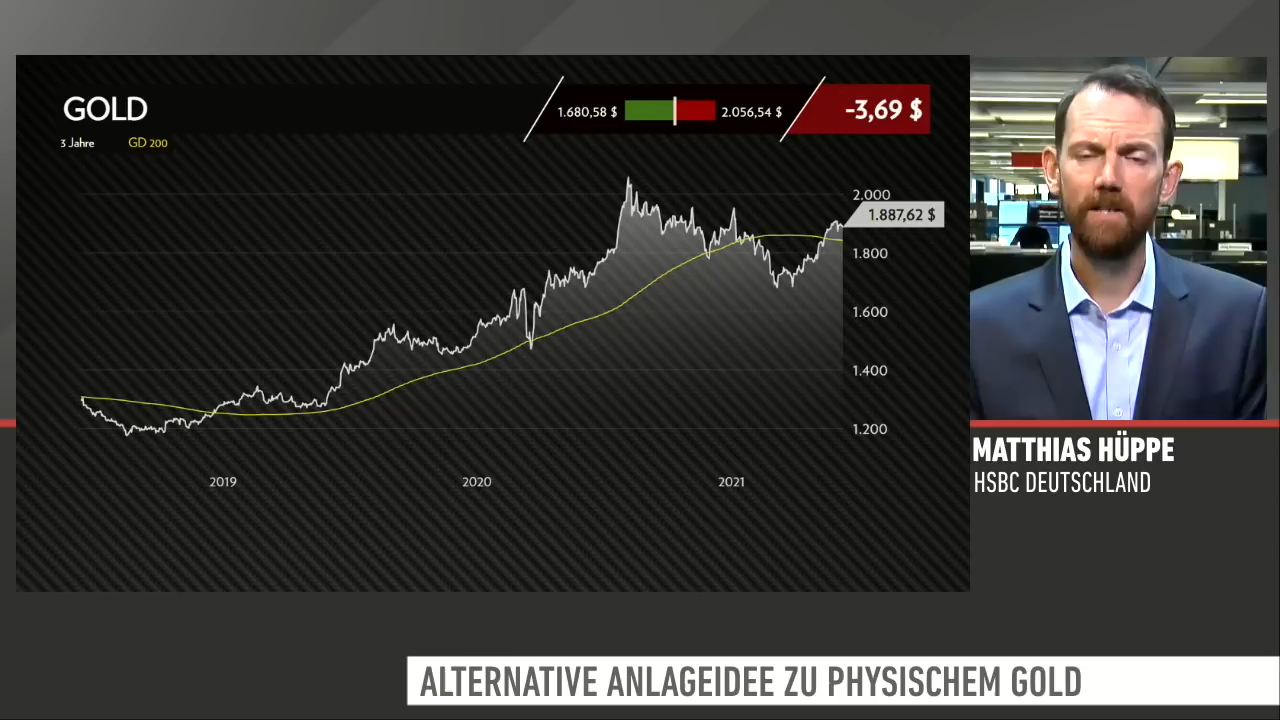 GOLD
1.680,58 $
2.056,54 $
-3,69 $
3 Jahre
GD 200
2.000
1.887,62 $
1.800
1.600
1.400
1.200
2019
2020
2021
MATTHIAS HÜPPE
HSBC DEUTSCHLAND
ALTERNATIVE ANLAGEIDEE ZU PHYSISCHEM GOLD